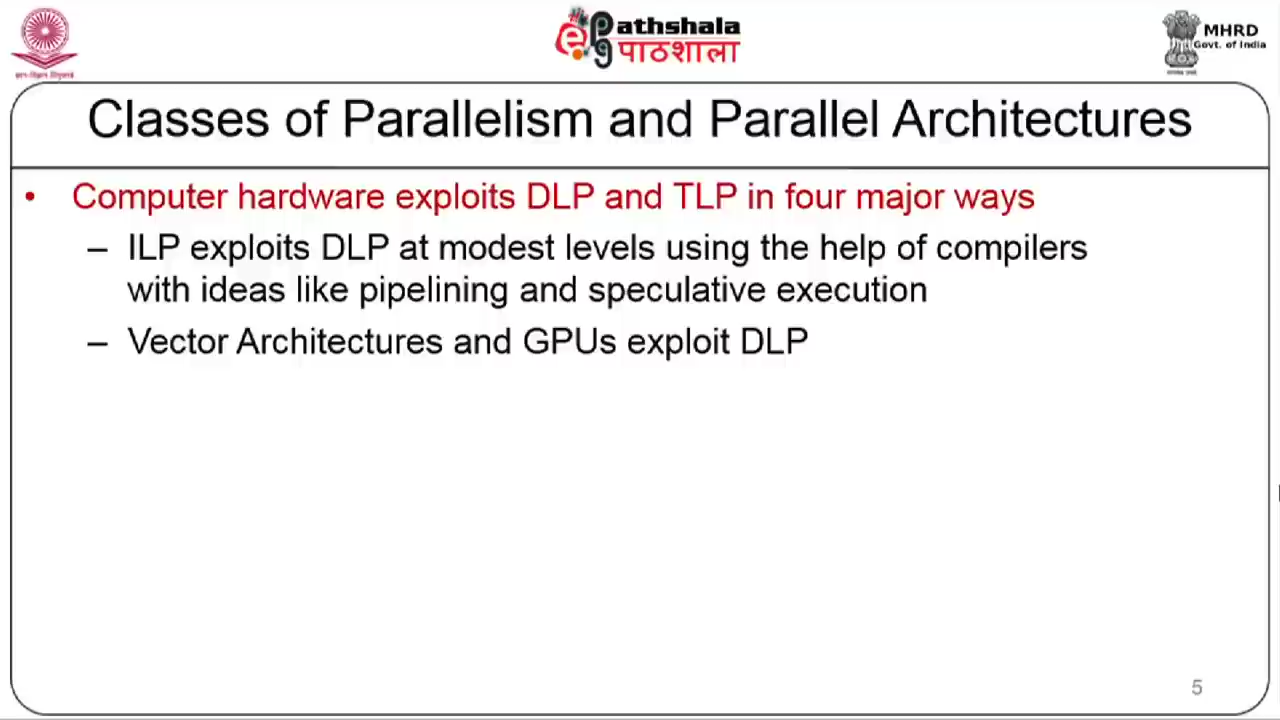 ePathshala
पाठशाला
MHRD
Govt. of India
Classes of Parallelism and Parallel Architectures
• Computer hardware exploits DLP and TLP in four major ways
– ILP exploits DLP at modest levels using the help of compilers
with ideas like pipelining and speculative execution
– Vector Architectures and GPUs exploit DLP
5